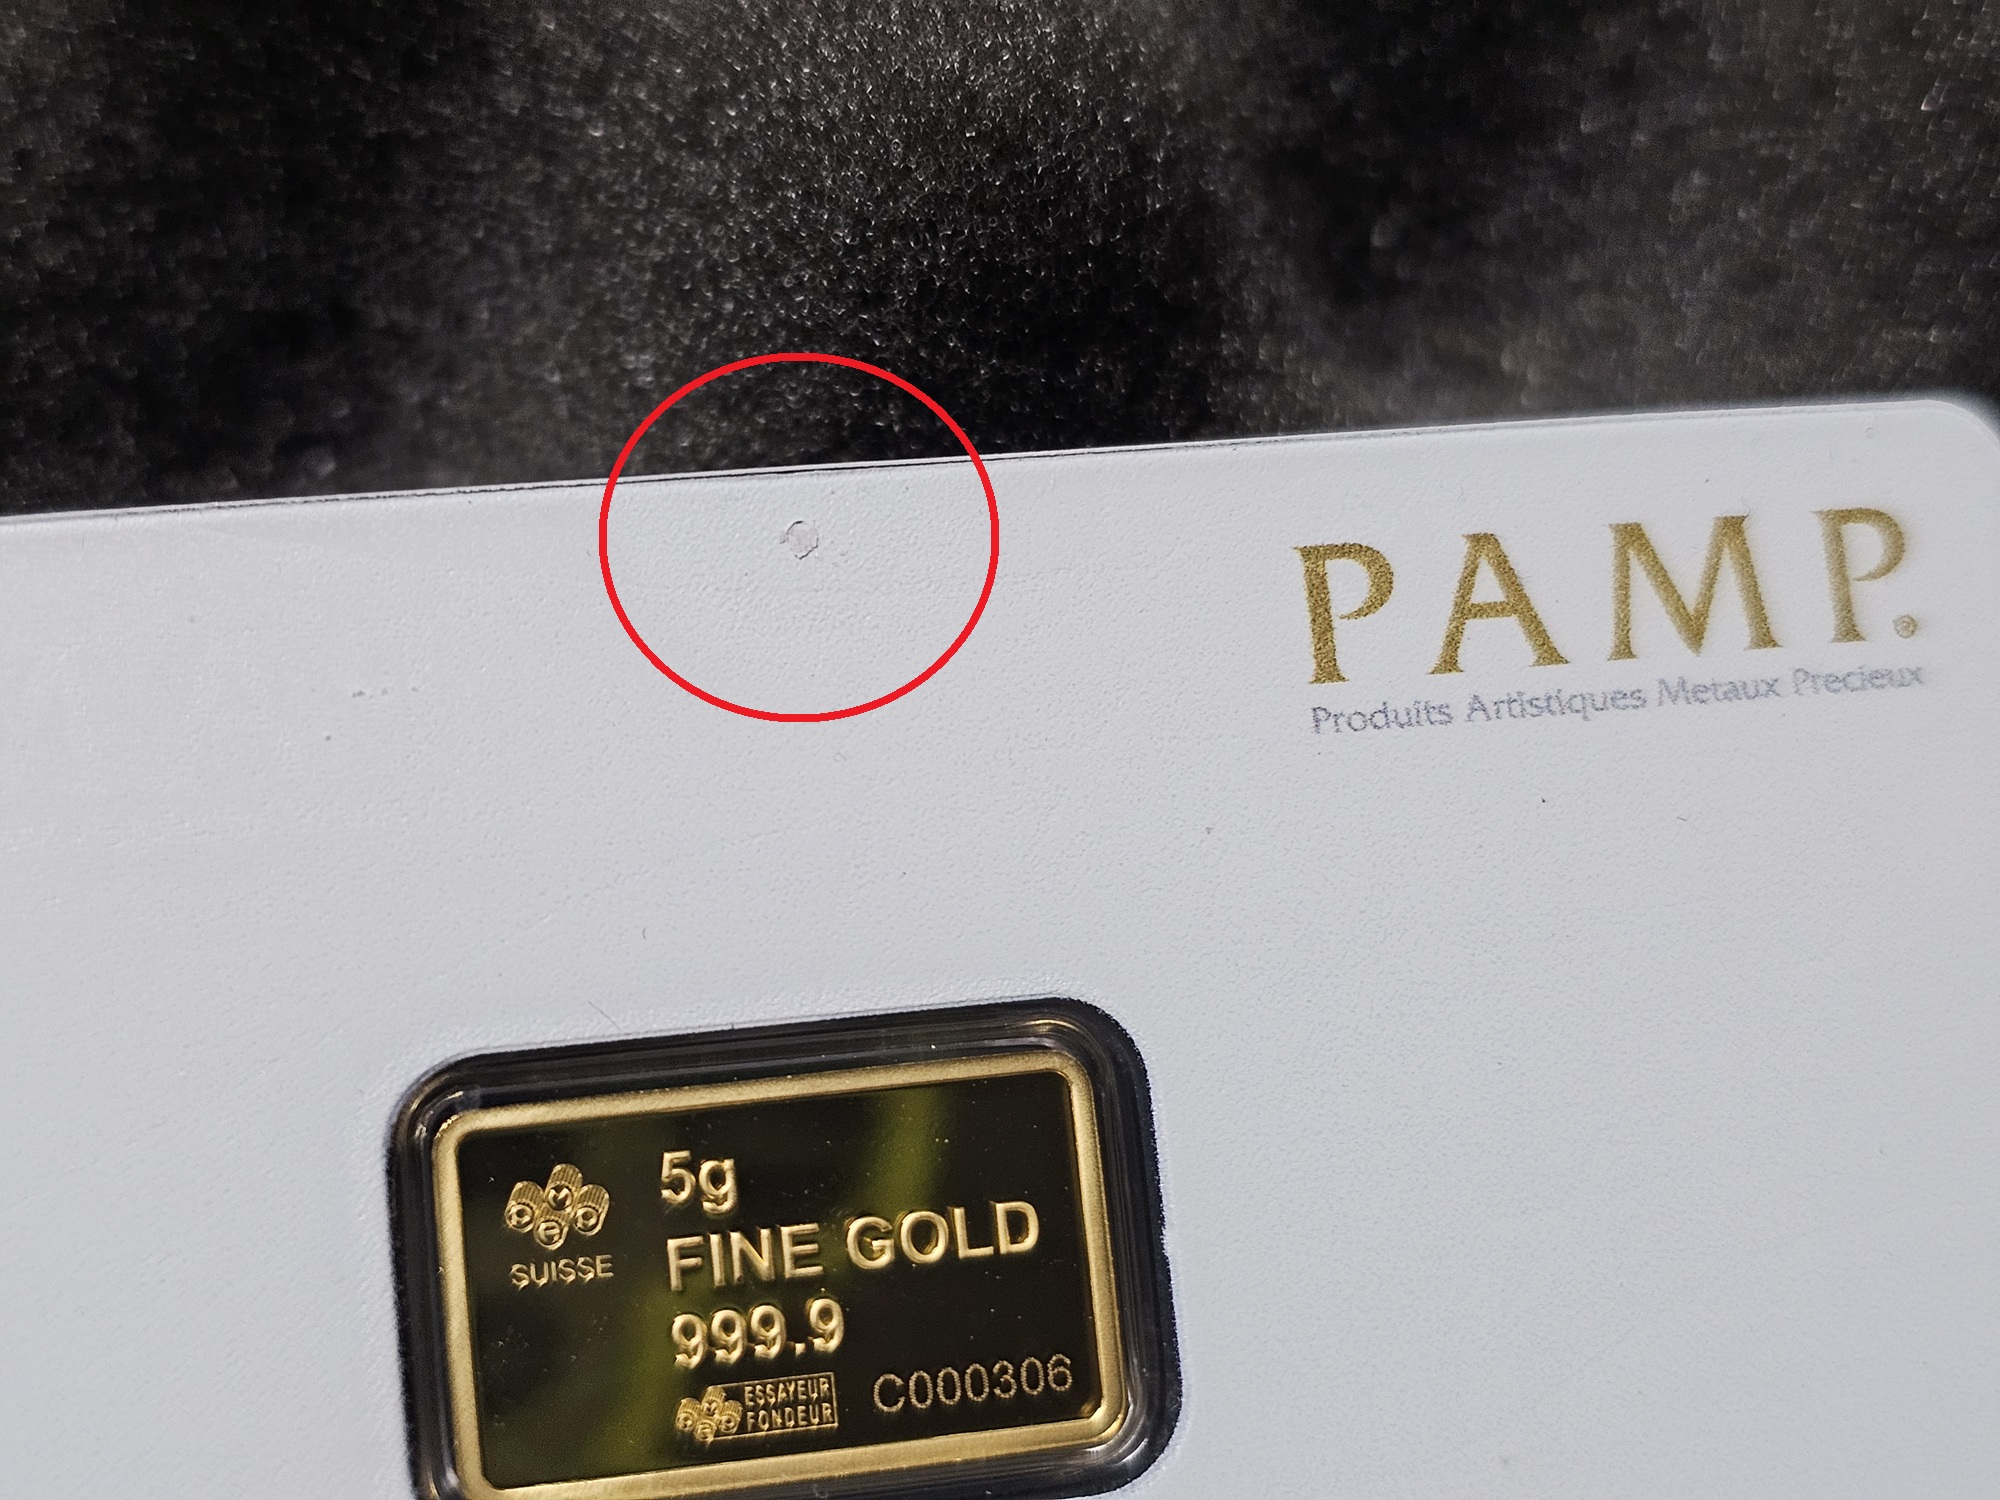 PAMP®
Produits Artistiques Metaux Precieux
5g
FINE GOLD
999.9
SUISSE
ESSAYEUR
FONDEUR
C000306